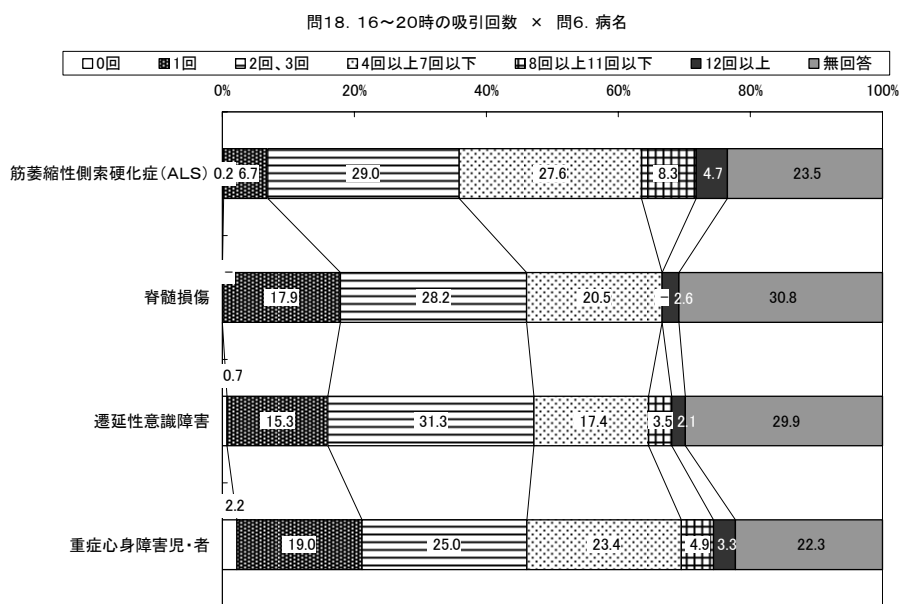 問18. 16～20時の吸引回数 × 問6. 病名
0回 1回 2回、3回 4回以上7回以下 8回以上11回以下 12回以上 無回答
0% 20% 40% 60% 80% 100%
筋萎縮性側索硬化症(ALS) 0.2 6.7 29.0 27.6 8.3 4.7 23.5
脊髄損傷 － 17.9 28.2 20.5 － 2.6 30.8
0.7
遷延性意識障害 15.3 31.3 17.4 3.5 2.1 29.9
2.2
重症心身障害児・者 19.0 25.0 23.4 4.9 3.3 22.3